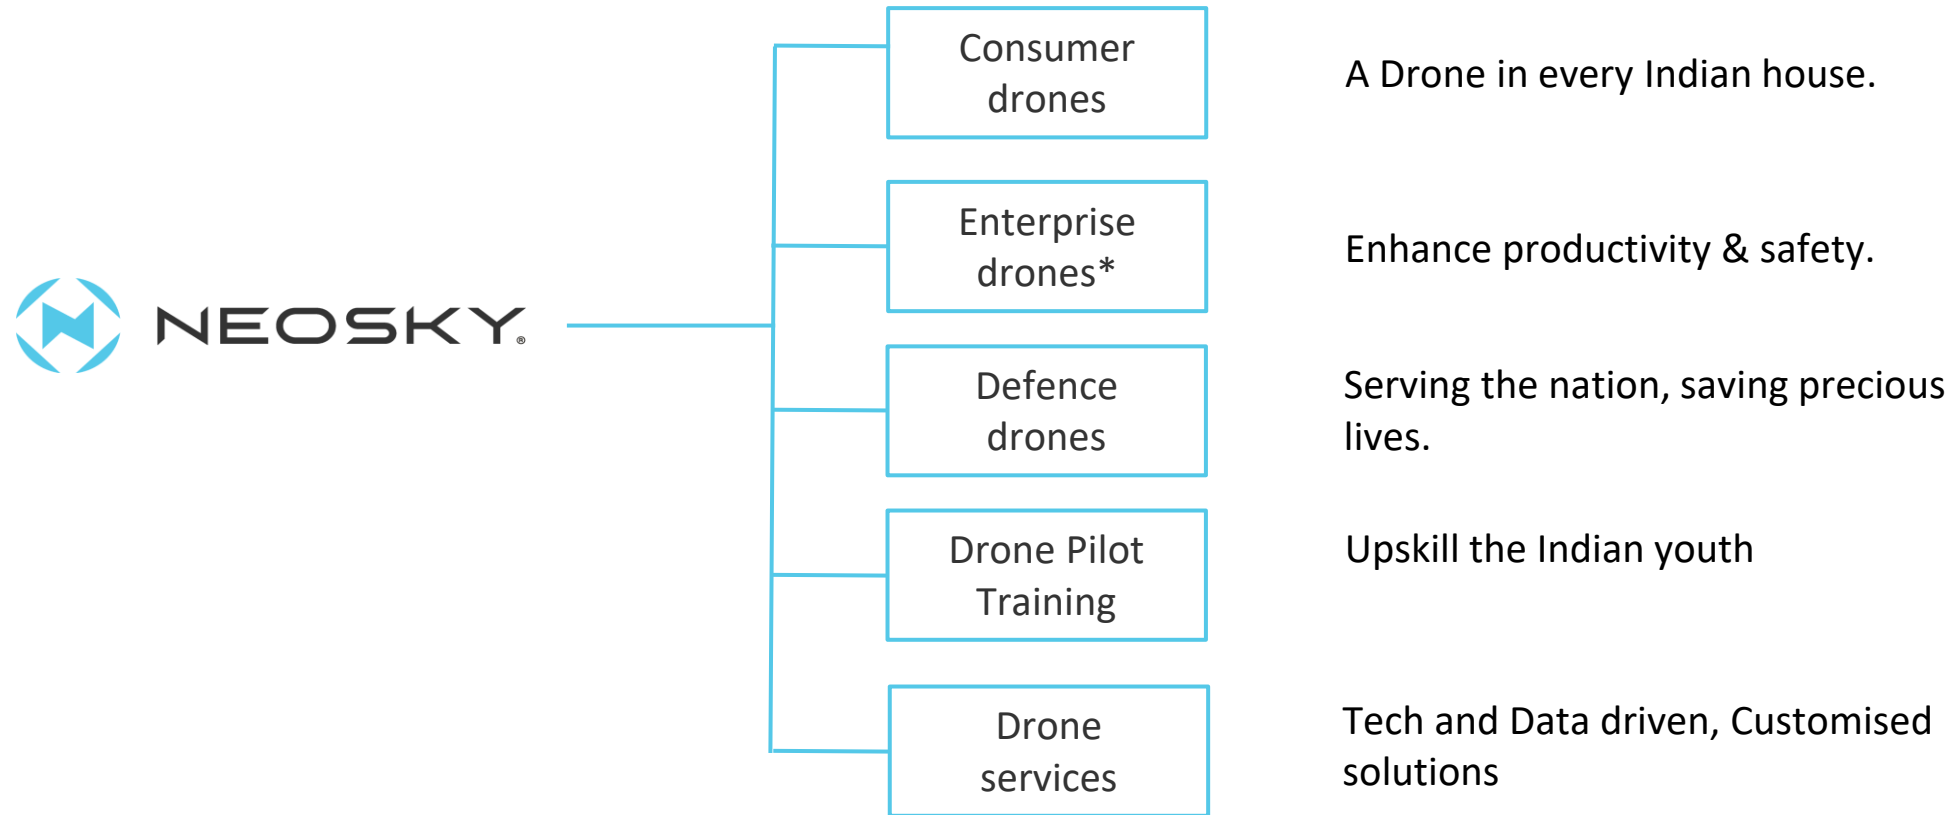 NEOSKY®
Consumer
drones
A Drone in every Indian house.
Enterprise
drones*
Enhance productivity & safety.
Defence
drones
Serving the nation, saving precious
lives.
Drone Pilot
Training
Upskill the Indian youth
Drone
services
Tech and Data driven, Customised
solutions